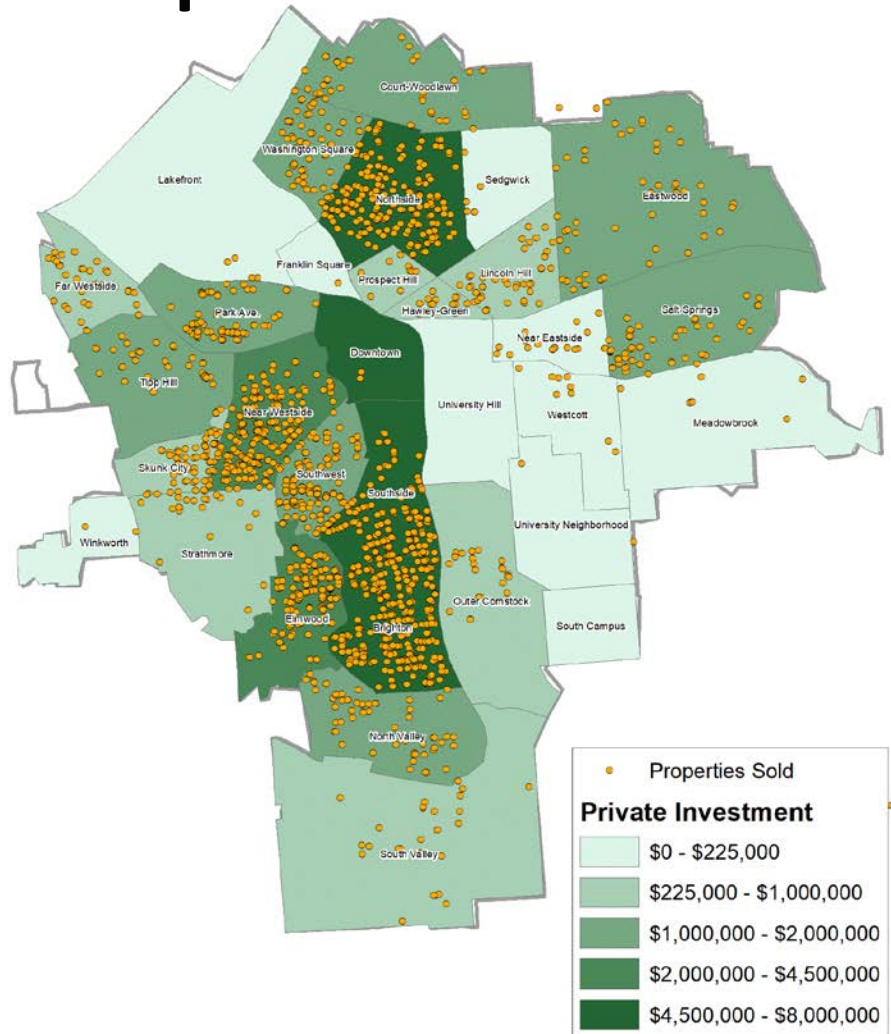 Court-Woodlawn
Washington Square
Lakefront
Sedgwick
Northside
Eastwood
Franklin Square
Prospect Hill
Lincoln Hill
Far Westside
Hawley-Green
Park Ave.
Salt Springs
Near Eastside
Downtown
Tipp Hill
University Hill
Westcott
Near Westside
Meadowbrook
Skunk City
Southwest
Southside
University Neighborhood
Winkworth
Strathmore
Outer Comstock
Elmwood
Brighton
South Campus
North Valley
South Valley
Properties Sold
Private Investment
$0 - $225,000
$225,000 - $1,000,000
$1,000,000 - $2,000,000
$2,000,000 - $4,500,000
$4,500,000 - $8,000,000